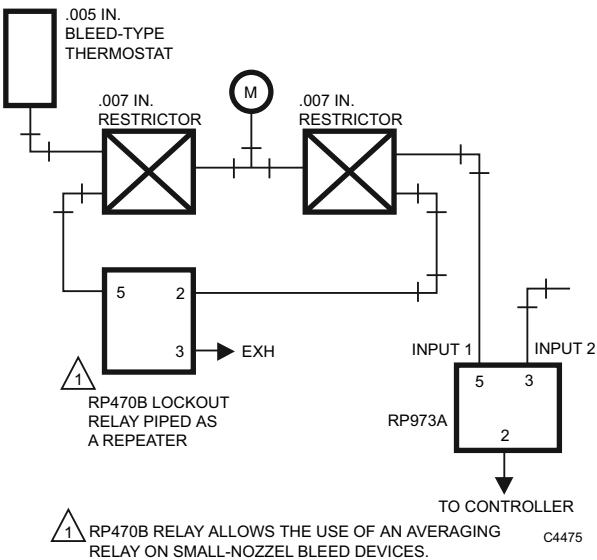 .005 IN.
BLEED-TYPE
THERMOSTAT
.007 IN.
RESTRICTOR
M
.007 IN.
RESTRICTOR
5
2
3
EXH
1
RP470B LOCKOUT
RELAY PIPED AS
A REPEATER
INPUT 1
INPUT 2
5
3
RP973A
2
TO CONTROLLER
1
RP470B RELAY ALLOWS THE USE OF AN AVERAGING
RELAY ON SMALL-NOZZEL BLEED DEVICES.
C4475